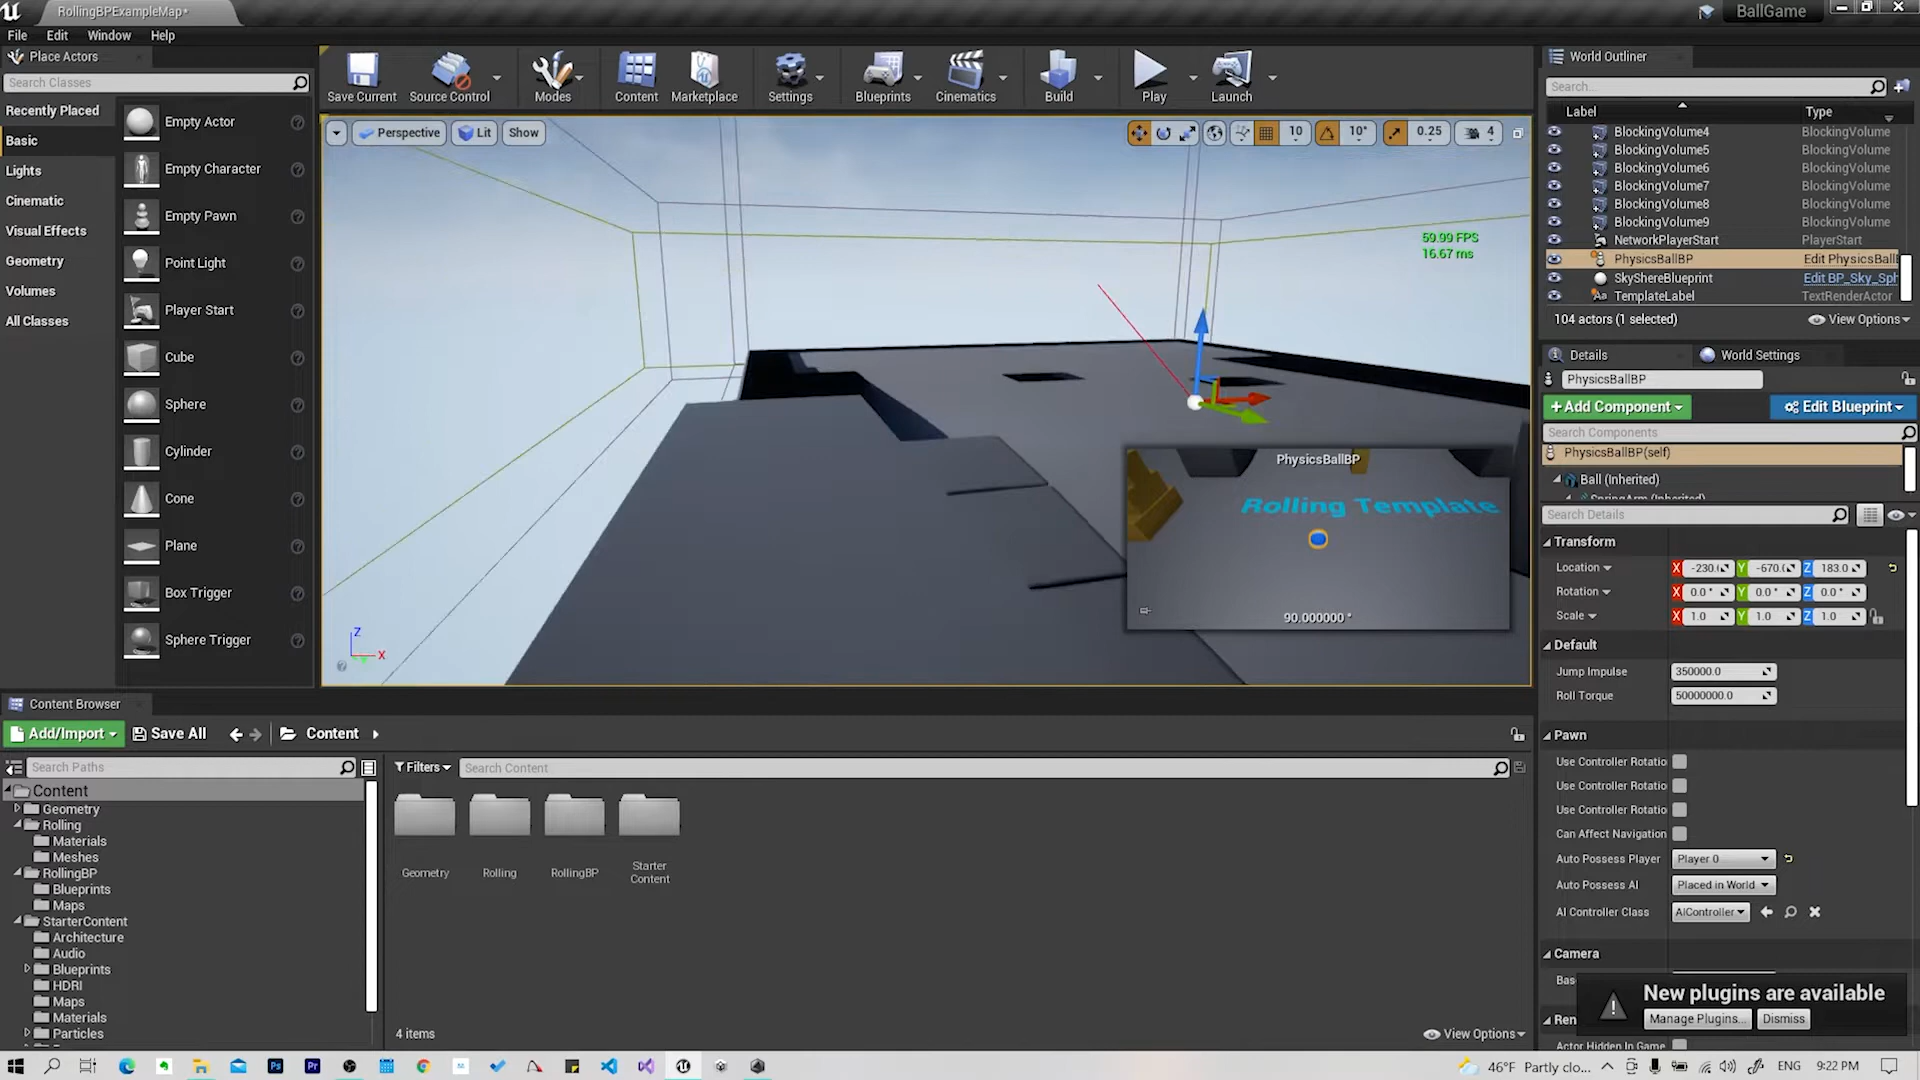 RollingBPExampleMap*
BallGame
File Edit Window Help
Place Actors
Search Classes
Recently Placed
Basic
Lights
Cinematic
Visual Effects
Geometry
Volumes
All Classes
Empty Actor
Empty Character
Empty Pawn
Point Light
Player Start
Cube
Sphere
Cylinder
Cone
Plane
Box Trigger
Sphere Trigger
Save Current
Source Control
Modes
Content
Marketplace
Settings
Blueprints
Cinematics
Build
Play
Launch
Perspective Lit Show
10 10° 0.25 4
59.99 FPS
16.67 ms
PhysicsBallBP
Rolling Template
90.000000 °
Z
X
World Outliner
Search...
Label Type
BlockingVolume4 BlockingVolume
BlockingVolume5 BlockingVolume
BlockingVolume6 BlockingVolume
BlockingVolume7 BlockingVolume
BlockingVolume8 BlockingVolume
BlockingVolume9 BlockingVolume
NetworkPlayerStart PlayerStart
PhysicsBallBP Edit PhysicsBallB
SkyShereBlueprint Edit BP_Sky_Sph
TemplateLabel TextRenderActor
104 actors (1 selected) View Options
Details World Settings
PhysicsBallBP
+Add Component Edit Blueprint
Search Components
PhysicsBallBP(self)
Ball (Inherited)
SpringArm (Inherited)
Search Details
Transform
Location X -230.( Y -670.( Z 183.0
Rotation X 0.0 ° Y 0.0 ° Z 0.0 °
Scale X 1.0 Y 1.0 Z 1.0
Default
Jump Impulse 350000.0
Roll Torque 50000000.0
Pawn
Use Controller Rotatio
Use Controller Rotatio
Use Controller Rotatio
Can Affect Navigation
Auto Possess Player Player 0
Auto Possess AI Placed in World
AI Controller Class AIController
Camera
Bas
Ren
Actor Hidden In Game
New plugins are available
Manage Plugins... Dismiss
Content Browser
Add/Import Save All Content
Search Paths
Filters Search Content
Content
Geometry
Rolling
Materials
Meshes
RollingBP
Blueprints
Maps
StarterContent
Architecture
Audio
Blueprints
HDRI
Maps
Materials
Particles
Geometry
Rolling
RollingBP
Starter
Content
4 items View Options
46°F Partly clo... ENG 9:22 PM